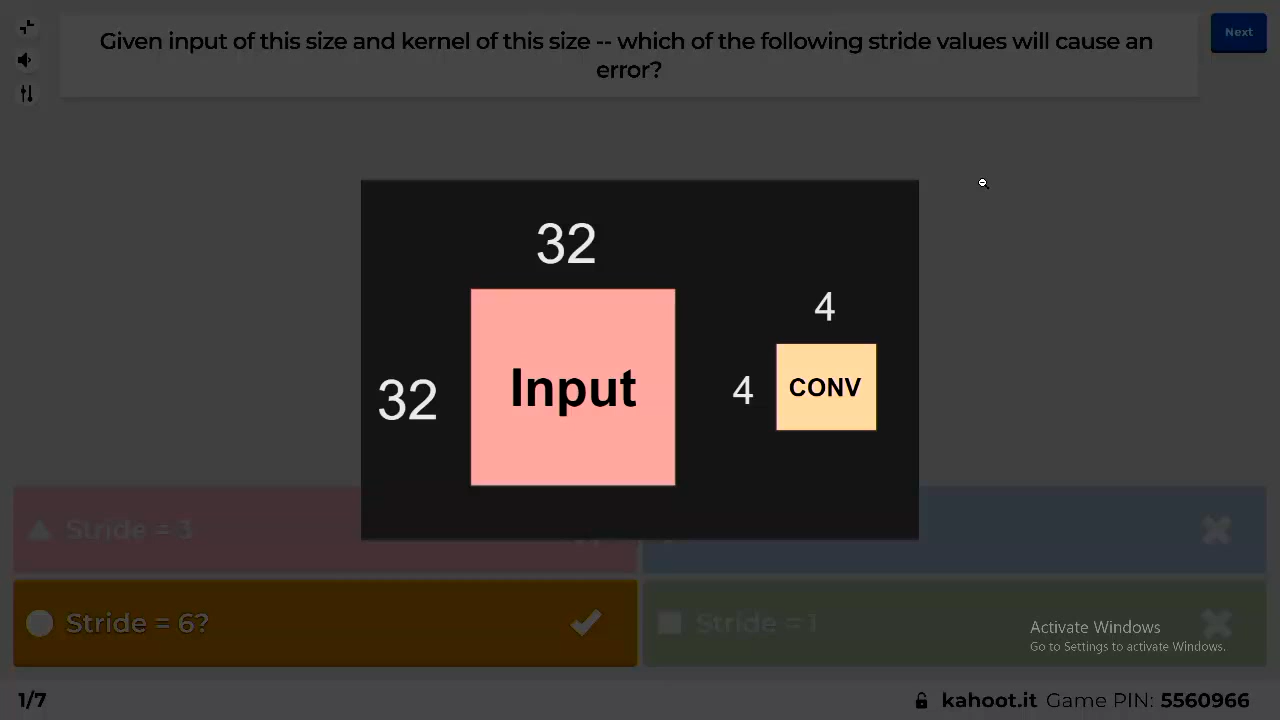 Given input of this size and kernel of this size -- which of the following stride values will cause an
error?
Next
32
32
Input
4
4
CONV
Stride = 3
Stride = 6?
Stride = 1
Activate Windows
Go to Settings to activate Windows.
1/7
kahoot.it Game PIN: 5560966